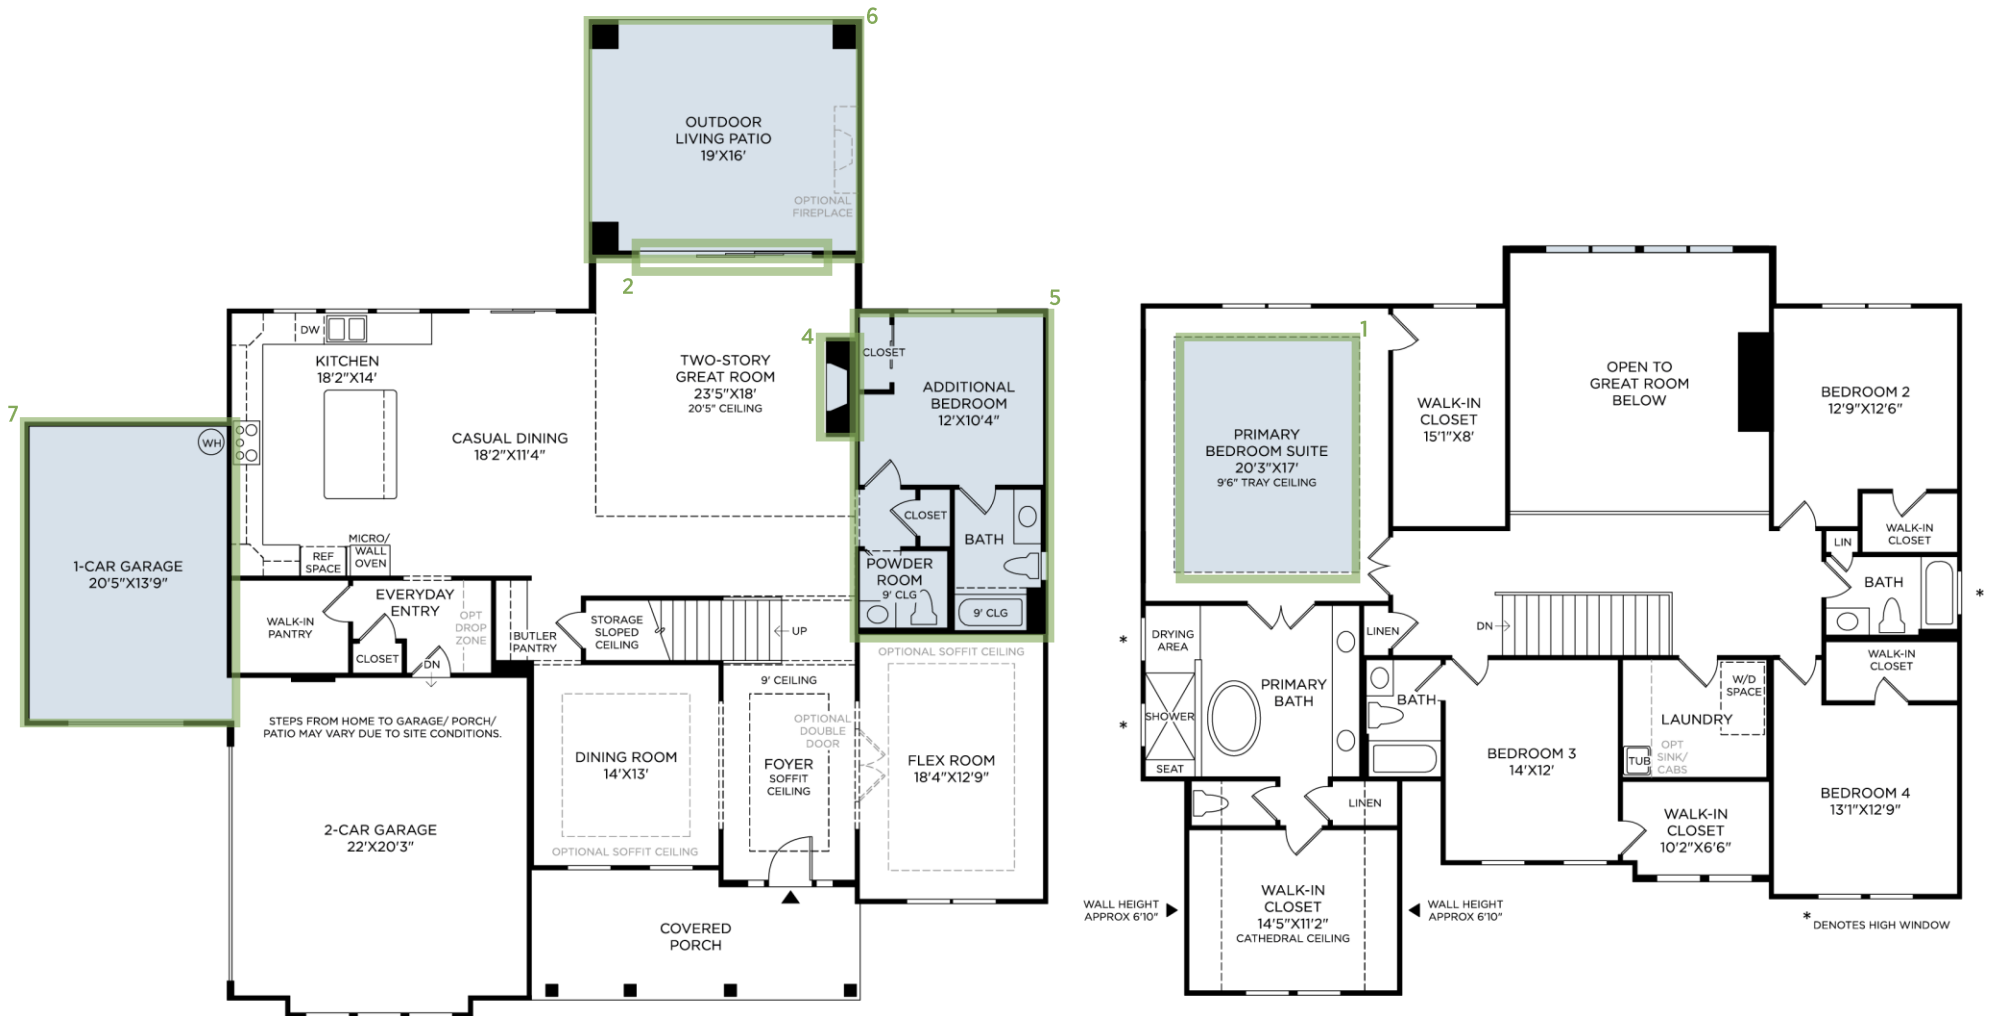 6
OUTDOOR
LIVING PATIO
19'X16'
OPTIONAL
FIREPLACE
2
5
4
DW
KITCHEN
18'2"X14'
TWO-STORY
GREAT ROOM
23'5"X18'
20'5" CEILING
CLOSET
ADDITIONAL
BEDROOM
12'X10'4"
7
WH
CASUAL DINING
18'2"X11'4"
CLOSET
BATH
MICRO/
WALL
OVEN
REF
SPACE
1-CAR GARAGE
20'5"X13'9"
POWDER
ROOM
9' CLG
9' CLG
EVERYDAY
ENTRY
OPT
DROP
ZONE
WALK-IN
PANTRY
CLOSET
DN
BUTLER
PANTRY
STORAGE
SLOPED
CEILING
UP
OPTIONAL SOFFIT CEILING
9' CEILING
STEPS FROM HOME TO GARAGE/ PORCH/
PATIO MAY VARY DUE TO SITE CONDITIONS.
OPTIONAL
DOUBLE
DOOR
DINING ROOM
14'X13'
FOYER
SOFFIT
CEILING
FLEX ROOM
18'4"X12'9"
2-CAR GARAGE
22'X20'3"
OPTIONAL SOFFIT CEILING
COVERED
PORCH
1
PRIMARY
BEDROOM SUITE
20'3"X17'
9'6" TRAY CEILING
WALK-IN
CLOSET
15'1"X8'
OPEN TO
GREAT ROOM
BELOW
BEDROOM 2
12'9"X12'6"
WALK-IN
CLOSET
LIN
BATH
*
DRYING
AREA
*
LINEN
DN
WALK-IN
CLOSET
PRIMARY
BATH
SHOWER
*
SEAT
BATH
W/D
SPACE
LAUNDRY
OPT
SINK/
CABS
TUB
BEDROOM 3
14'X12'
BEDROOM 4
13'1"X12'9"
LINEN
WALK-IN
CLOSET
10'2"X6'6"
WALL HEIGHT
APPROX 6'10"
WALK-IN
CLOSET
14'5"X11'2"
CATHEDRAL CEILING
WALL HEIGHT
APPROX 6'10"
* DENOTES HIGH WINDOW